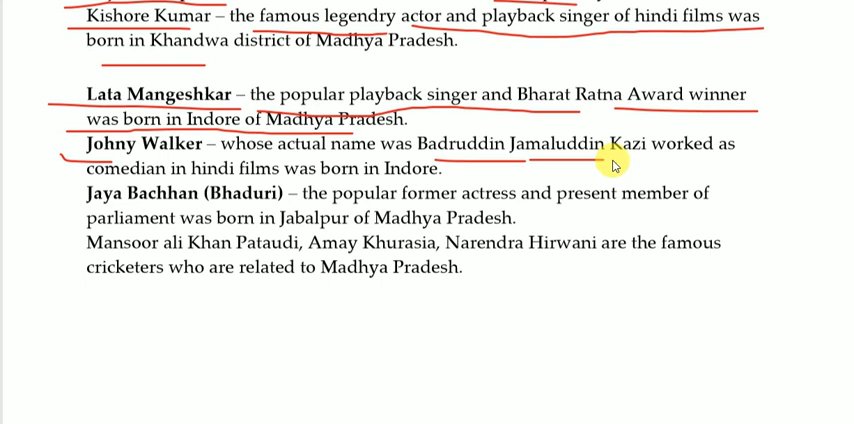 Kishore Kumar – the famous legendry actor and playback singer of hindi films was
born in Khandwa district of Madhya Pradesh.
Lata Mangeshkar – the popular playback singer and Bharat Ratna Award winner
was born in Indore of Madhya Pradesh.
Johny Walker – whose actual name was Badruddin Jamaluddin Kazi worked as
comedian in hindi films was born in Indore.
Jaya Bachhan (Bhaduri) – the popular former actress and present member of
parliament was born in Jabalpur of Madhya Pradesh.
Mansoor ali Khan Pataudi, Amay Khurasia, Narendra Hirwani are the famous
cricketers who are related to Madhya Pradesh.